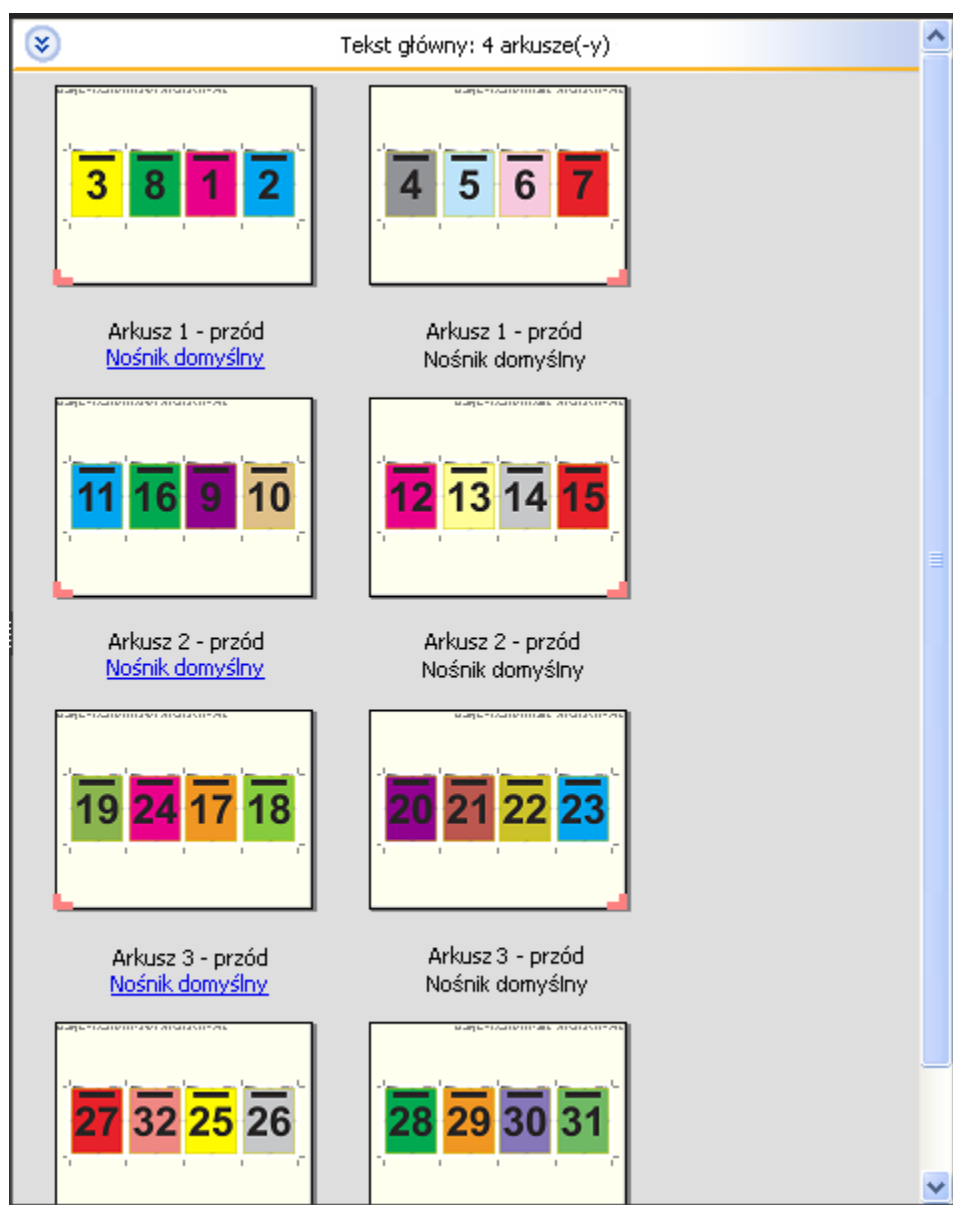 Tekst główny: 4 arkusze(-y)
3 8 1 2
4 5 6 7
Arkusz 1 - przód
Nośnik domyślny
Arkusz 1 - przód
Nośnik domyślny
11 16 9 10
12 13 14 15
Arkusz 2 - przód
Nośnik domyślny
Arkusz 2 - przód
Nośnik domyślny
19 24 17 18
20 21 22 23
Arkusz 3 - przód
Nośnik domyślny
Arkusz 3 - przód
Nośnik domyślny
27 32 25 26
28 29 30 31